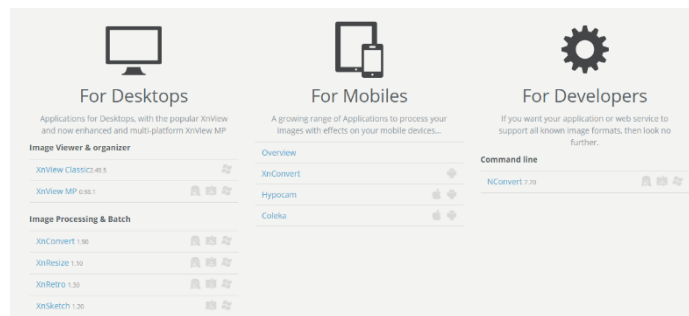 For Desktops
Applications for Desktops, with the popular XnView
and now enhanced and multi-platform XnView MP
Image Viewer & organizer
XnView Classic2.49.5
XnView MP 0.98.1
Image Processing & Batch
XnConvert 1.90
XnResize 1.10
XnRetro 1.30
XnSketch 1.20
For Mobiles
A growing range of Applications to process your
images with effects on your mobile devices...
Overview
XnConvert
Hypocam
Coleka
For Developers
If you want your application or web service to
support all known image formats, then look no
further.
Command line
NConvert 7.70